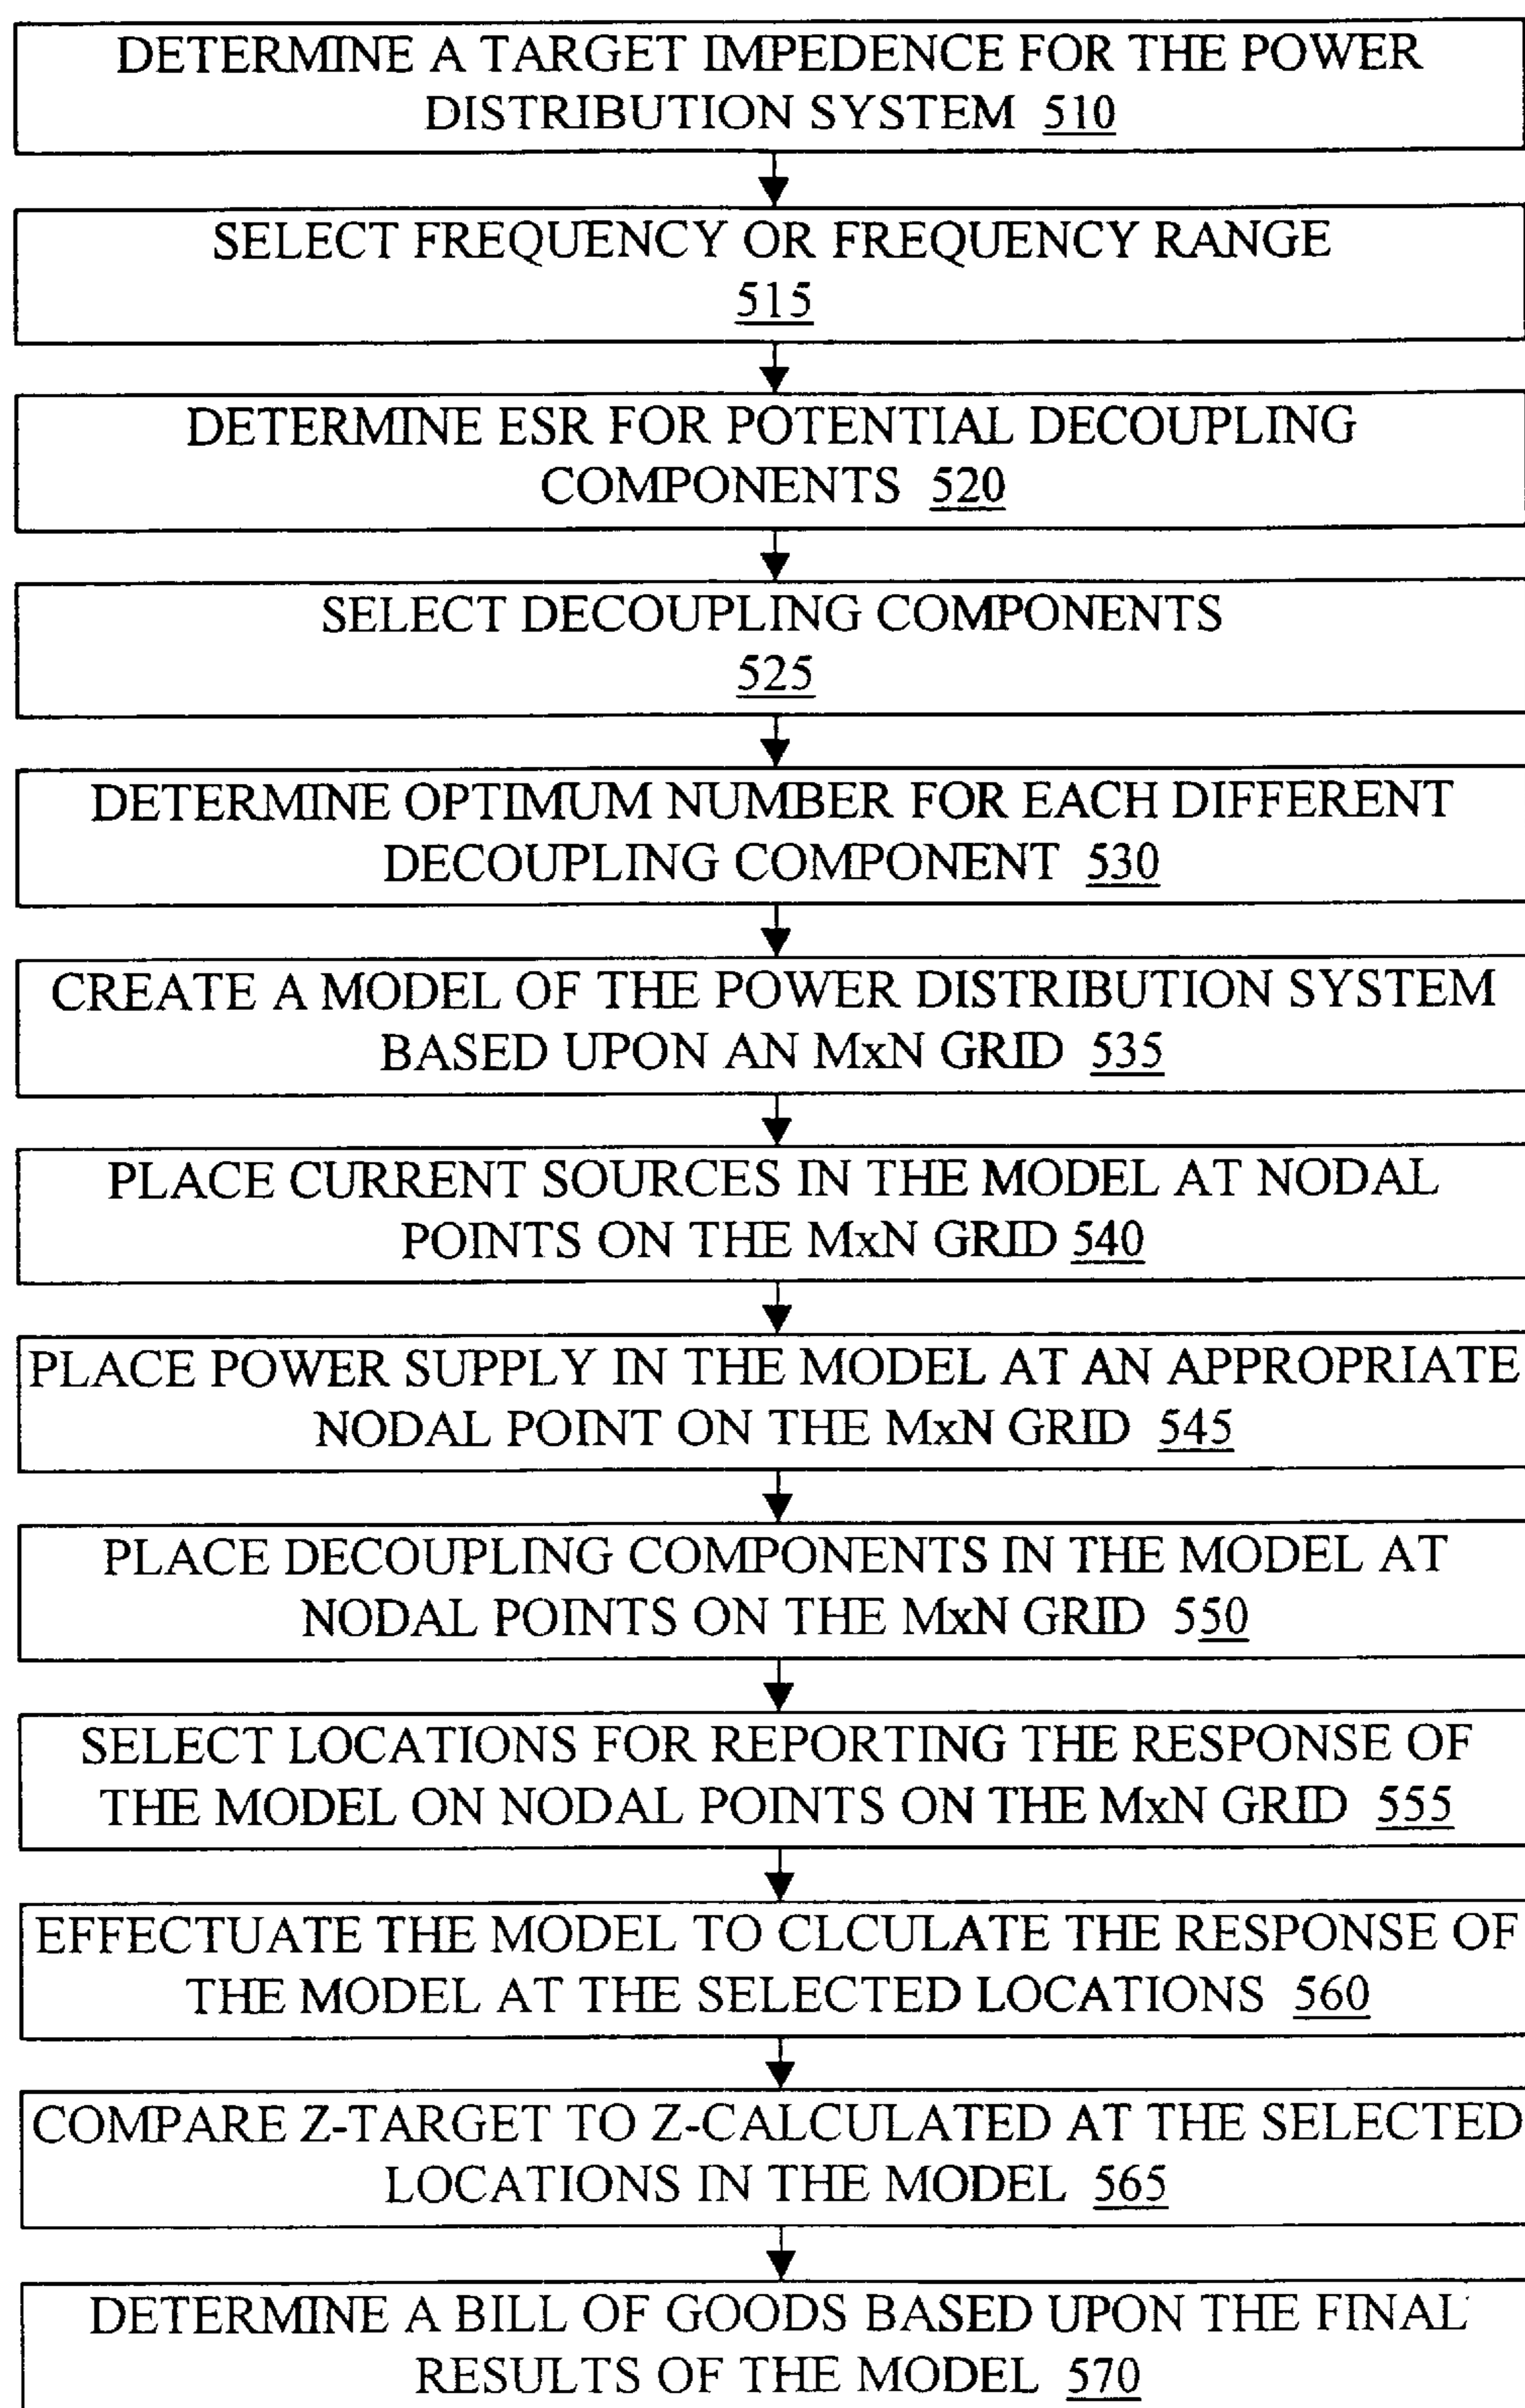 DETERMINE A TARGET IMPEDENCE FOR THE POWER
DISTRIBUTION SYSTEM 510
SELECT FREQUENCY OR FREQUENCY RANGE
515
DETERMINE ESR FOR POTENTIAL DECOUPLING
COMPONENTS 520
SELECT DECOUPLING COMPONENTS
525
DETERMINE OPTIMUM NUMBER FOR EACH DIFFERENT
DECOUPLING COMPONENT 530
CREATE A MODEL OF THE POWER DISTRIBUTION SYSTEM
BASED UPON AN MxN GRID 535
PLACE CURRENT SOURCES IN THE MODEL AT NODAL
POINTS ON THE MxN GRID 540
PLACE POWER SUPPLY IN THE MODEL AT AN APPROPRIATE
NODAL POINT ON THE MxN GRID 545
PLACE DECOUPLING COMPONENTS IN THE MODEL AT
NODAL POINTS ON THE MxN GRID 550
SELECT LOCATIONS FOR REPORTING THE RESPONSE OF
THE MODEL ON NODAL POINTS ON THE MxN GRID 555
EFFECTUATE THE MODEL TO CLCULATE THE RESPONSE OF
THE MODEL AT THE SELECTED LOCATIONS 560
COMPARE Z-TARGET TO Z-CALCULATED AT THE SELECTED
LOCATIONS IN THE MODEL 565
DETERMINE A BILL OF GOODS BASED UPON THE FINAL
RESULTS OF THE MODEL 570